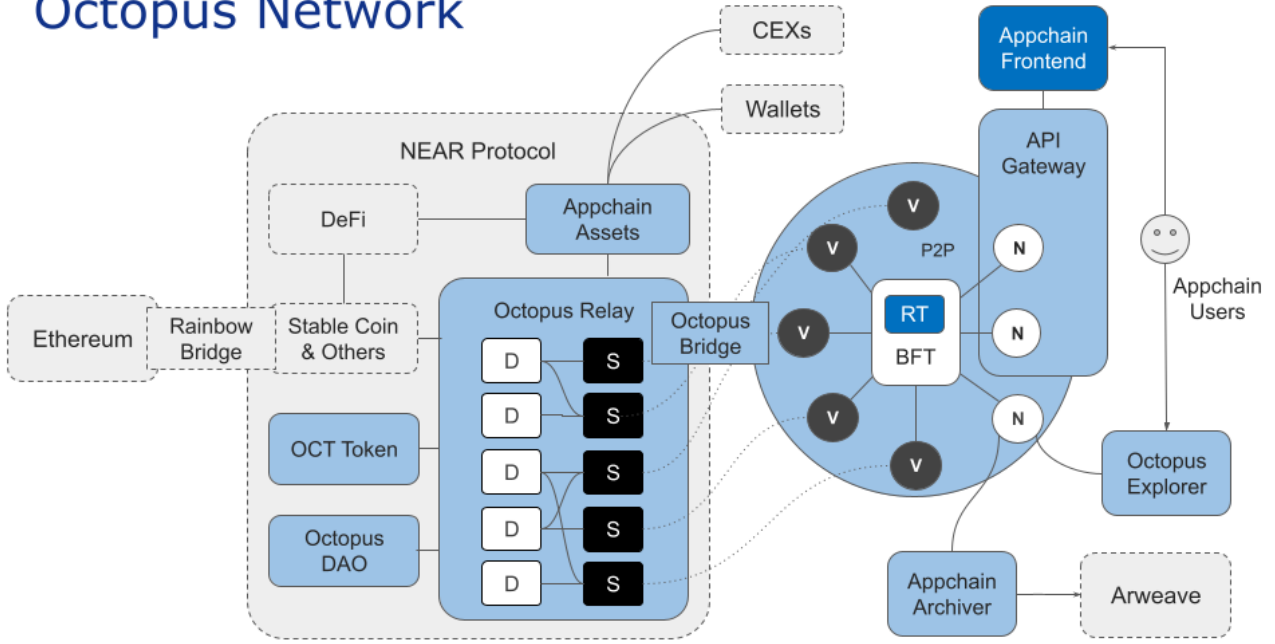 Octopus Network
CEXs
Wallets
NEAR Protocol
DeFi
Appchain
Assets
Ethereum
Rainbow
Bridge
Stable Coin
& Others
OCT Token
Octopus
DAO
Octopus Relay
D
S
D
S
D
S
D
S
D
S
Octopus
Bridge
V
V
V
V
V
P2P
RT
BFT
N
N
N
Appchain
Frontend
API
Gateway
Appchain
Users
Octopus
Explorer
Appchain
Archiver
Arweave